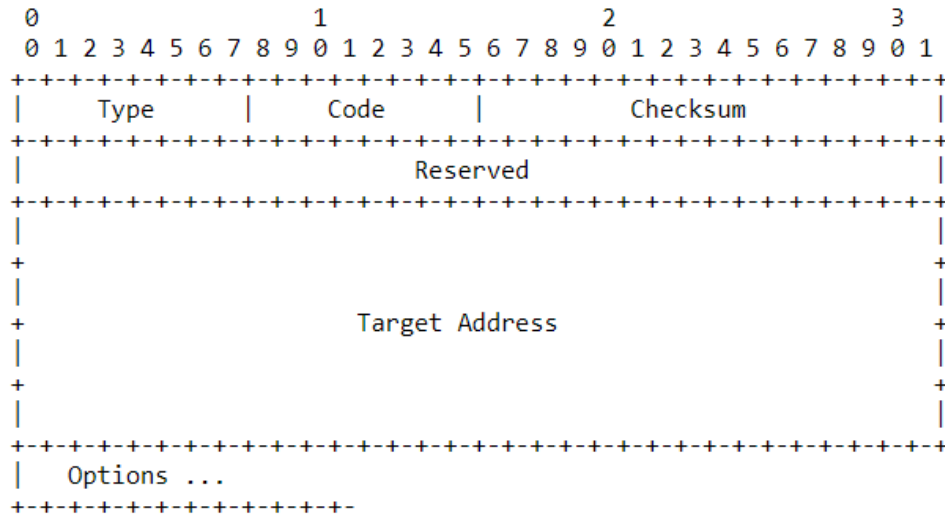 0                   1                   2                   3
 0 1 2 3 4 5 6 7 8 9 0 1 2 3 4 5 6 7 8 9 0 1 2 3 4 5 6 7 8 9 0 1
+-+-+-+-+-+-+-+-+-+-+-+-+-+-+-+-+-+-+-+-+-+-+-+-+-+-+-+-+-+-+-+-+
|     Type      |     Code      |          Checksum             |
+-+-+-+-+-+-+-+-+-+-+-+-+-+-+-+-+-+-+-+-+-+-+-+-+-+-+-+-+-+-+-+-+
|                           Reserved                            |
+-+-+-+-+-+-+-+-+-+-+-+-+-+-+-+-+-+-+-+-+-+-+-+-+-+-+-+-+-+-+-+-+
|                                                               |
+                                                               +
|                                                               |
+                       Target Address                          +
|                                                               |
+                                                               +
|                                                               |
+-+-+-+-+-+-+-+-+-+-+-+-+-+-+-+-+-+-+-+-+-+-+-+-+-+-+-+-+-+-+-+-+
|   Options ...
+-+-+-+-+-+-+-+-+-+-+-+-